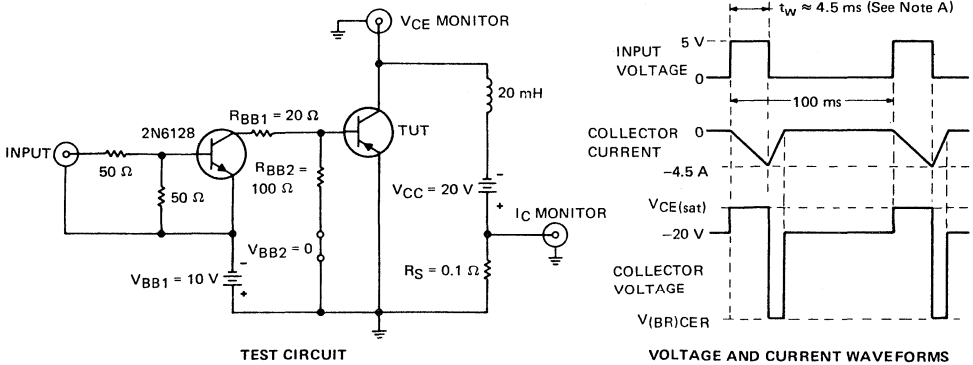 VCE MONITOR
RBB1 = 20 Ω
20 mH
2N6128
TUT
INPUT
50 Ω
50 Ω
RBB2 =
100 Ω
VCC = 20 V
-
+
IC MONITOR
VBB2 = 0
VBB1 = 10 V
-
+
RS = 0.1 Ω
TEST CIRCUIT
tw ≈ 4.5 ms (See Note A)
5 V
INPUT
VOLTAGE
0
100 ms
COLLECTOR
CURRENT
0
-4.5 A
VCE(sat)
-20 V
COLLECTOR
VOLTAGE
V(BR)CER
VOLTAGE AND CURRENT WAVEFORMS